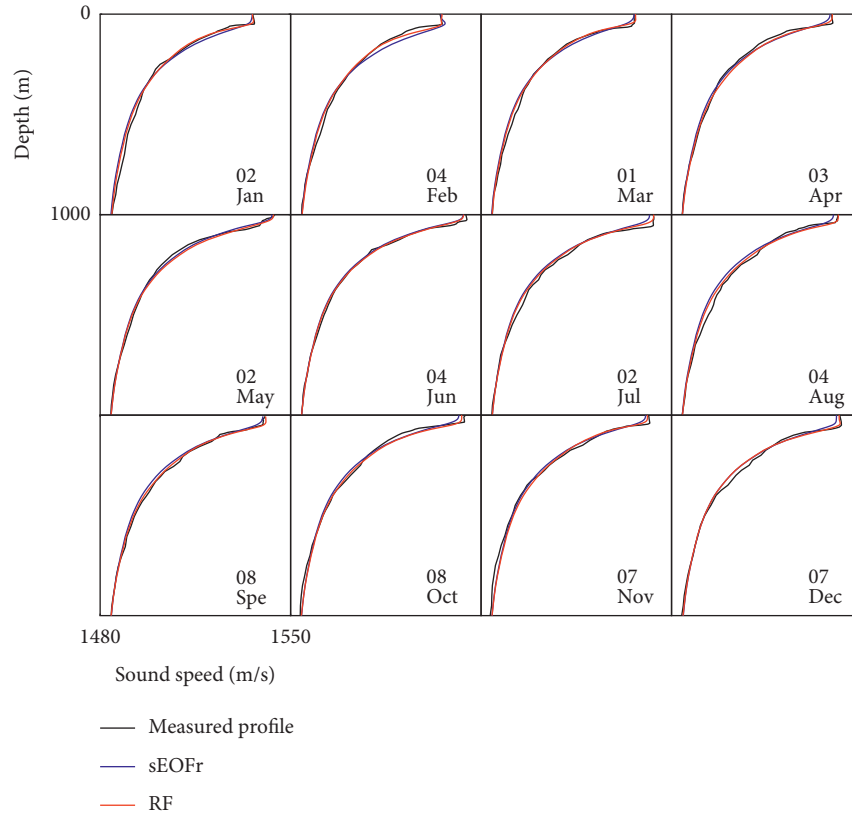 0
Depth (m)
02
Jan
04
Feb
01
Mar
03
Apr
1000
02
May
04
Jun
02
Jul
04
Aug
08
Spe
08
Oct
07
Nov
07
Dec
1480
1550
Sound speed (m/s)
Measured profile
sEOFr
RF